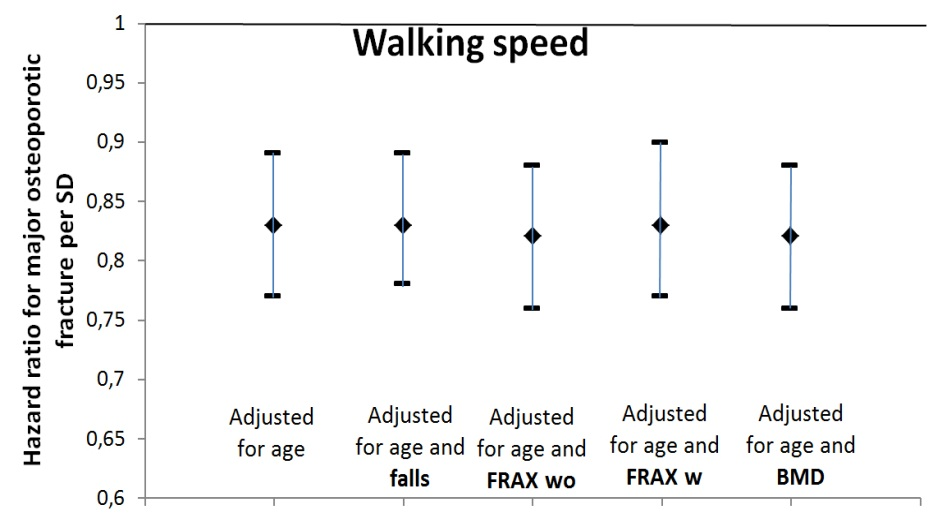 Walking speed
Hazard ratio for major osteoporotic
fracture per SD
1
0,95
0,9
0,85
0,8
0,75
0,7
0,65
0,6
Adjusted
for age
Adjusted
for age and
falls
Adjusted
for age and
FRAX wo
Adjusted
for age and
FRAX w
Adjusted
for age and
BMD